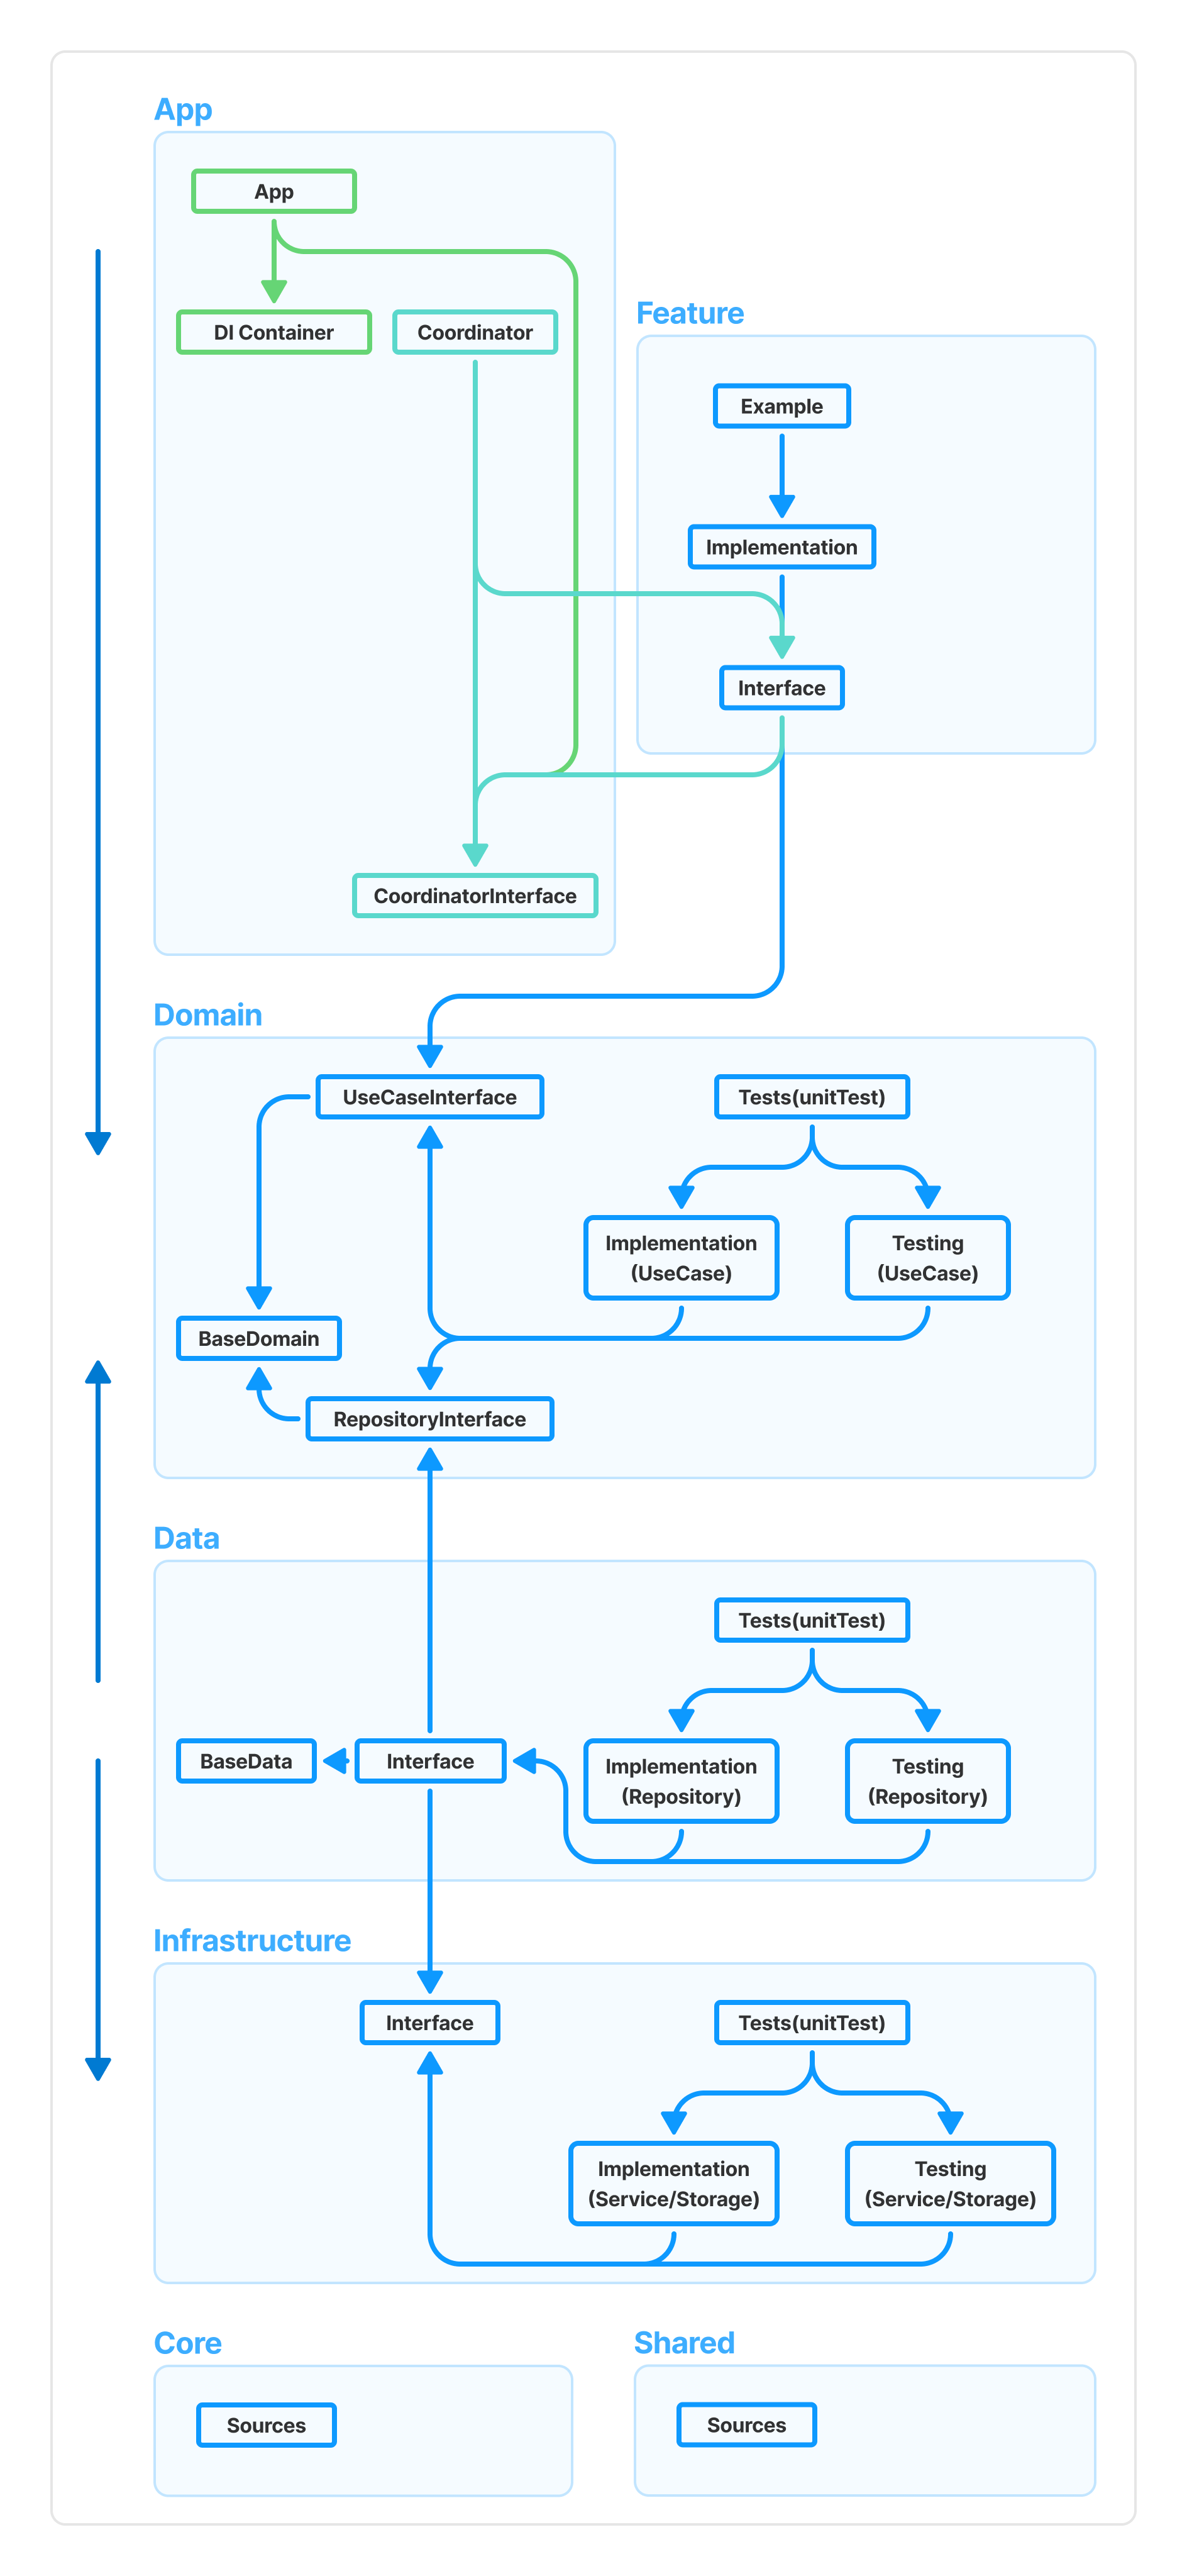 App
App
DI Container
Coordinator
Feature
Example
Implementation
Interface
CoordinatorInterface
Domain
UseCaseInterface
Tests(unitTest)
Implementation
(UseCase)
Testing
(UseCase)
BaseDomain
RepositoryInterface
Data
Tests(unitTest)
BaseData
Interface
Implementation
(Repository)
Testing
(Repository)
Infrastructure
Interface
Tests(unitTest)
Implementation
(Service/Storage)
Testing
(Service/Storage)
Core
Sources
Shared
Sources